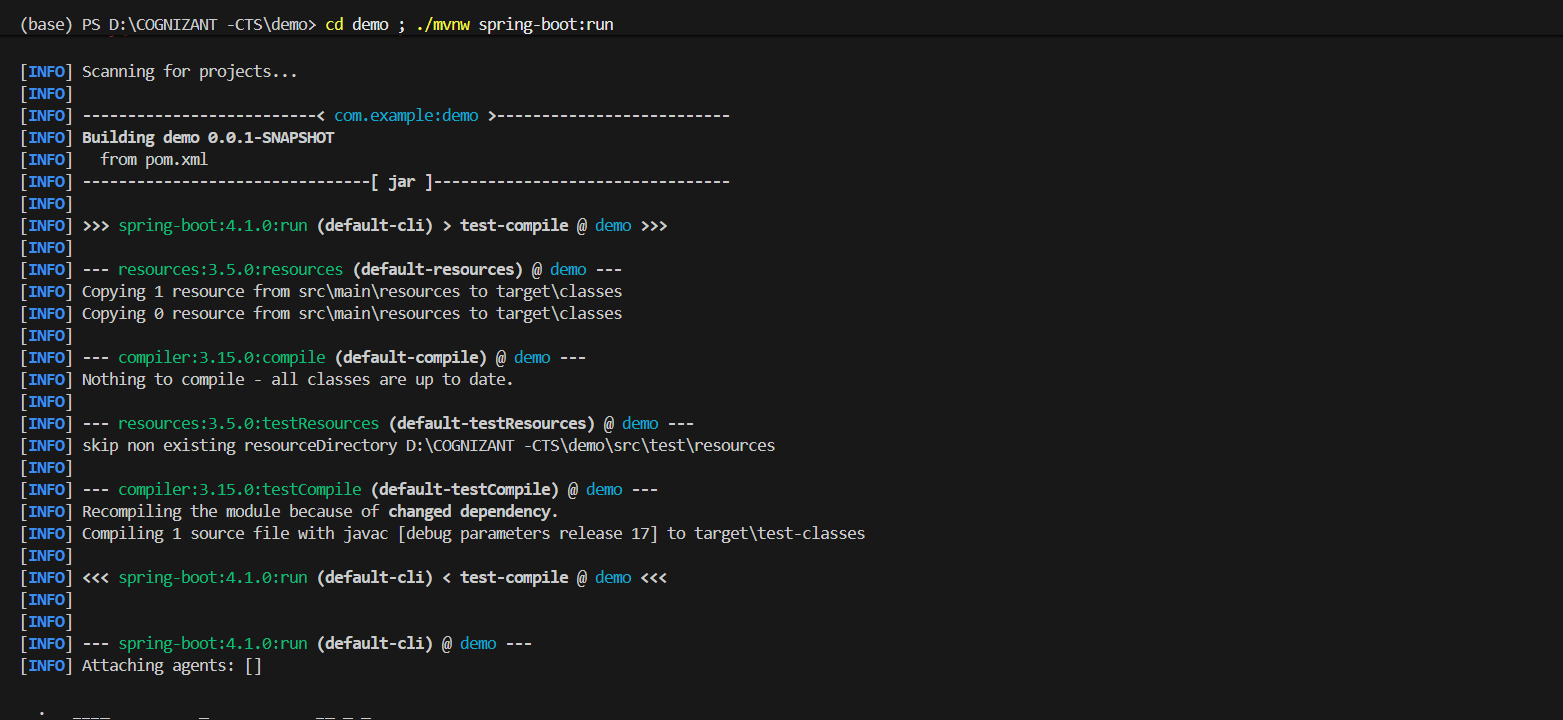 (base) PS D:\COGNIZANT -CTS\demo> cd demo ; ./mvnw spring-boot:run
[INFO] Scanning for projects...
[INFO]
[INFO] --------------------------< com.example:demo >--------------------------
[INFO] Building demo 0.0.1-SNAPSHOT
[INFO]   from pom.xml
[INFO] --------------------------------[ jar ]---------------------------------
[INFO]
[INFO] >>> spring-boot:4.1.0:run (default-cli) > test-compile @ demo >>>
[INFO]
[INFO] --- resources:3.5.0:resources (default-resources) @ demo ---
[INFO] Copying 1 resource from src\main\resources to target\classes
[INFO] Copying 0 resource from src\main\resources to target\classes
[INFO]
[INFO] --- compiler:3.15.0:compile (default-compile) @ demo ---
[INFO] Nothing to compile - all classes are up to date.
[INFO]
[INFO] --- resources:3.5.0:testResources (default-testResources) @ demo ---
[INFO] skip non existing resourceDirectory D:\COGNIZANT -CTS\demo\src\test\resources
[INFO]
[INFO] --- compiler:3.15.0:testCompile (default-testCompile) @ demo ---
[INFO] Recompiling the module because of changed dependency.
[INFO] Compiling 1 source file with javac [debug parameters release 17] to target\test-classes
[INFO]
[INFO] <<< spring-boot:4.1.0:run (default-cli) < test-compile @ demo <<<
[INFO]
[INFO]
[INFO] --- spring-boot:4.1.0:run (default-cli) @ demo ---
[INFO] Attaching agents: []